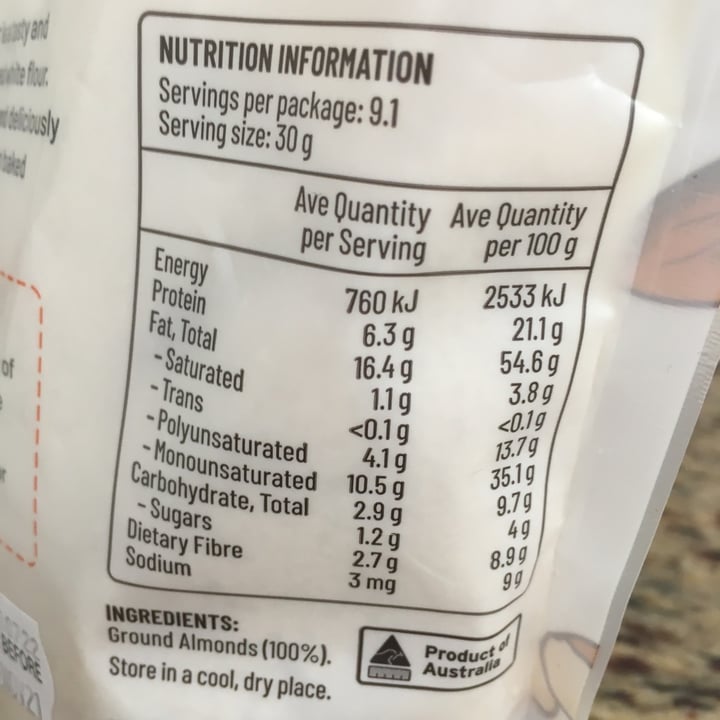 tasty and
white flour.
deliciously
baked
of
NUTRITION INFORMATION
Servings per package: 9.1
Serving size: 30 g
Ave Quantity per Serving Ave Quantity per 100 g
Energy 760 kJ 2533 kJ
Protein 6.3 g 21.1 g
Fat, Total 16.4 g 54.6 g
- Saturated 1.1 g 3.8 g
- Trans <0.1 g <0.1 g
- Polyunsaturated 4.1 g 13.7 g
- Monounsaturated 10.5 g 35.1 g
Carbohydrate, Total 2.9 g 9.7 g
- Sugars 1.2 g 4 g
Dietary Fibre 2.7 g 8.9 g
Sodium 3 mg 9 g
INGREDIENTS:
Ground Almonds (100%).
Store in a cool, dry place.
Product of
Australia
BEFORE